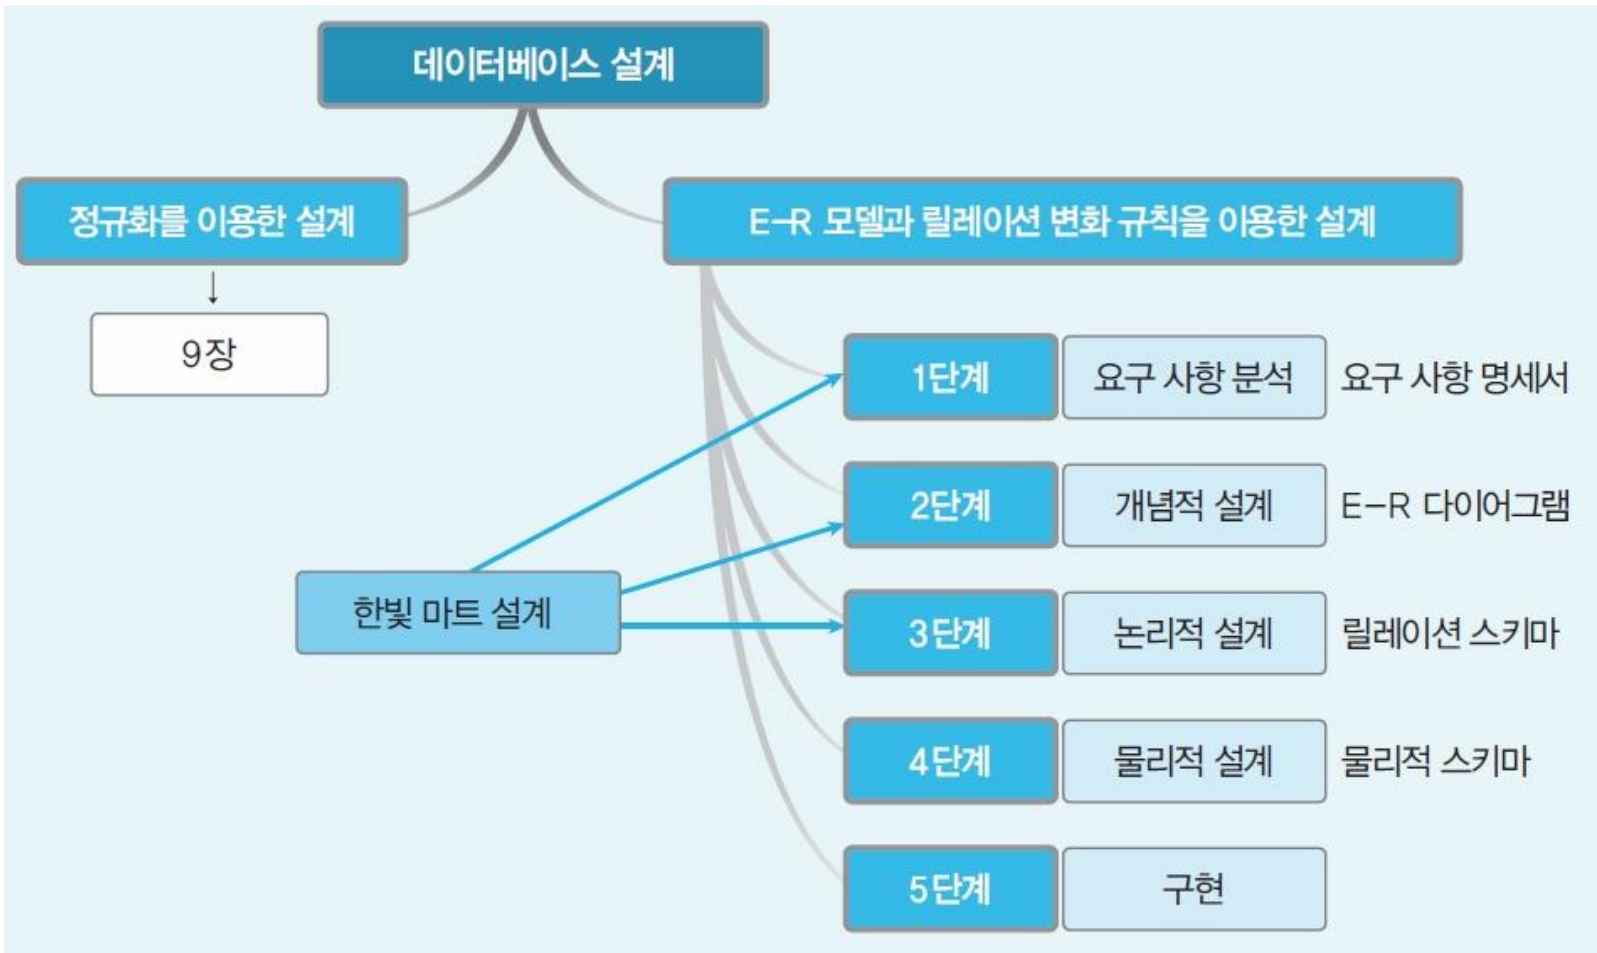 데이터베이스 설계
정규화를 이용한 설계
E-R 모델과 릴레이션 변화 규칙을 이용한 설계
9장
1단계 요구 사항 분석 요구 사항 명세서
2단계 개념적 설계 E-R 다이어그램
한빛 마트 설계
3단계 논리적 설계 릴레이션 스키마
4단계 물리적 설계 물리적 스키마
5단계 구현